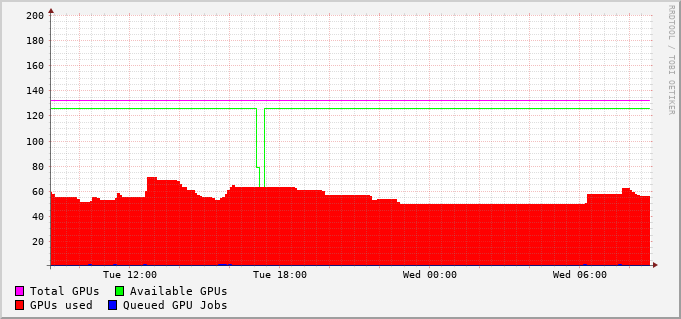 200
180
160
140
120
100
80
60
40
20
Tue 12:00 Tue 18:00 Wed 00:00 Wed 06:00
Total GPUs Available GPUs
GPUs used Queued GPU Jobs
RRDTOOL / TOBI OETIKER